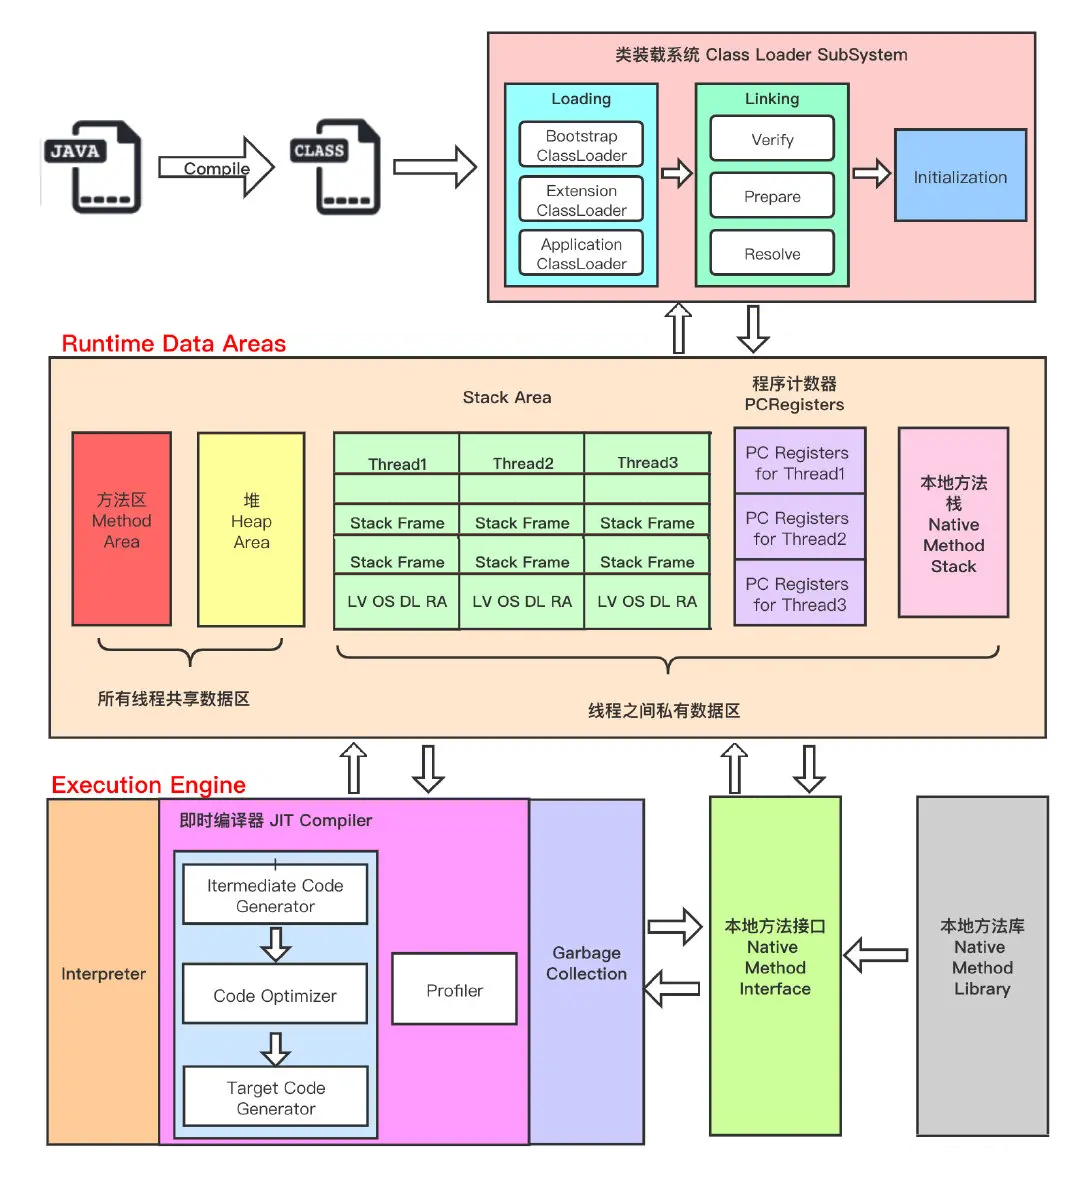 类装载系统 Class Loader SubSystem
JAVA
Compile
CLASS
Loading
Bootstrap
ClassLoader
Extension
ClassLoader
Application
ClassLoader
Linking
Verify
Prepare
Resolve
Initialization
Runtime Data Areas
方法区
Method
Area
堆
Heap
Area
Stack Area
Thread1
Thread2
Thread3
Stack Frame
Stack Frame
Stack Frame
Stack Frame
Stack Frame
Stack Frame
LV OS DL RA
LV OS DL RA
LV OS DL RA
程序计数器
PCRegisters
PC Registers
for Thread1
PC Registers
for Thread2
PC Registers
for Thread3
本地方法
栈
Native
Method
Stack
所有线程共享数据区
线程之间私有数据区
Execution Engine
Interpreter
即时编译器 JIT Compiler
Itermediate Code
Generator
Code Optimizer
Target Code
Generator
Profiler
Garbage
Collection
本地方法接口
Native
Method
Interface
本地方法库
Native
Method
Library